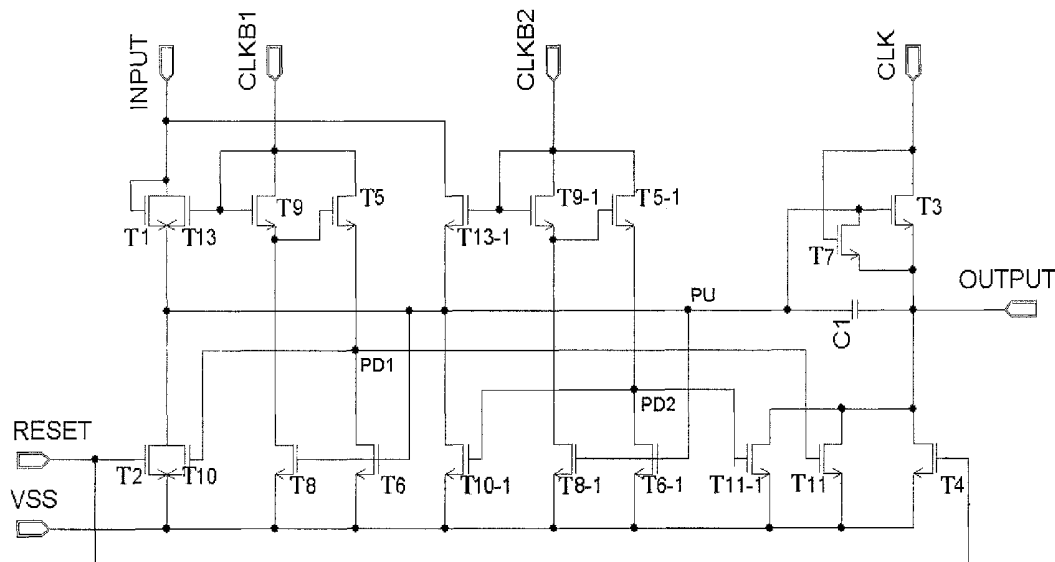 INPUT
CLKB1
CLKB2
CLK
T1
T13
T9
T5
T13-1
T9-1
T5-1
T3
T7
PU
C1
OUTPUT
PD1
PD2
RESET
T2
T10
T8
T6
T10-1
T8-1
T6-1
T11-1
T11
T4
VSS